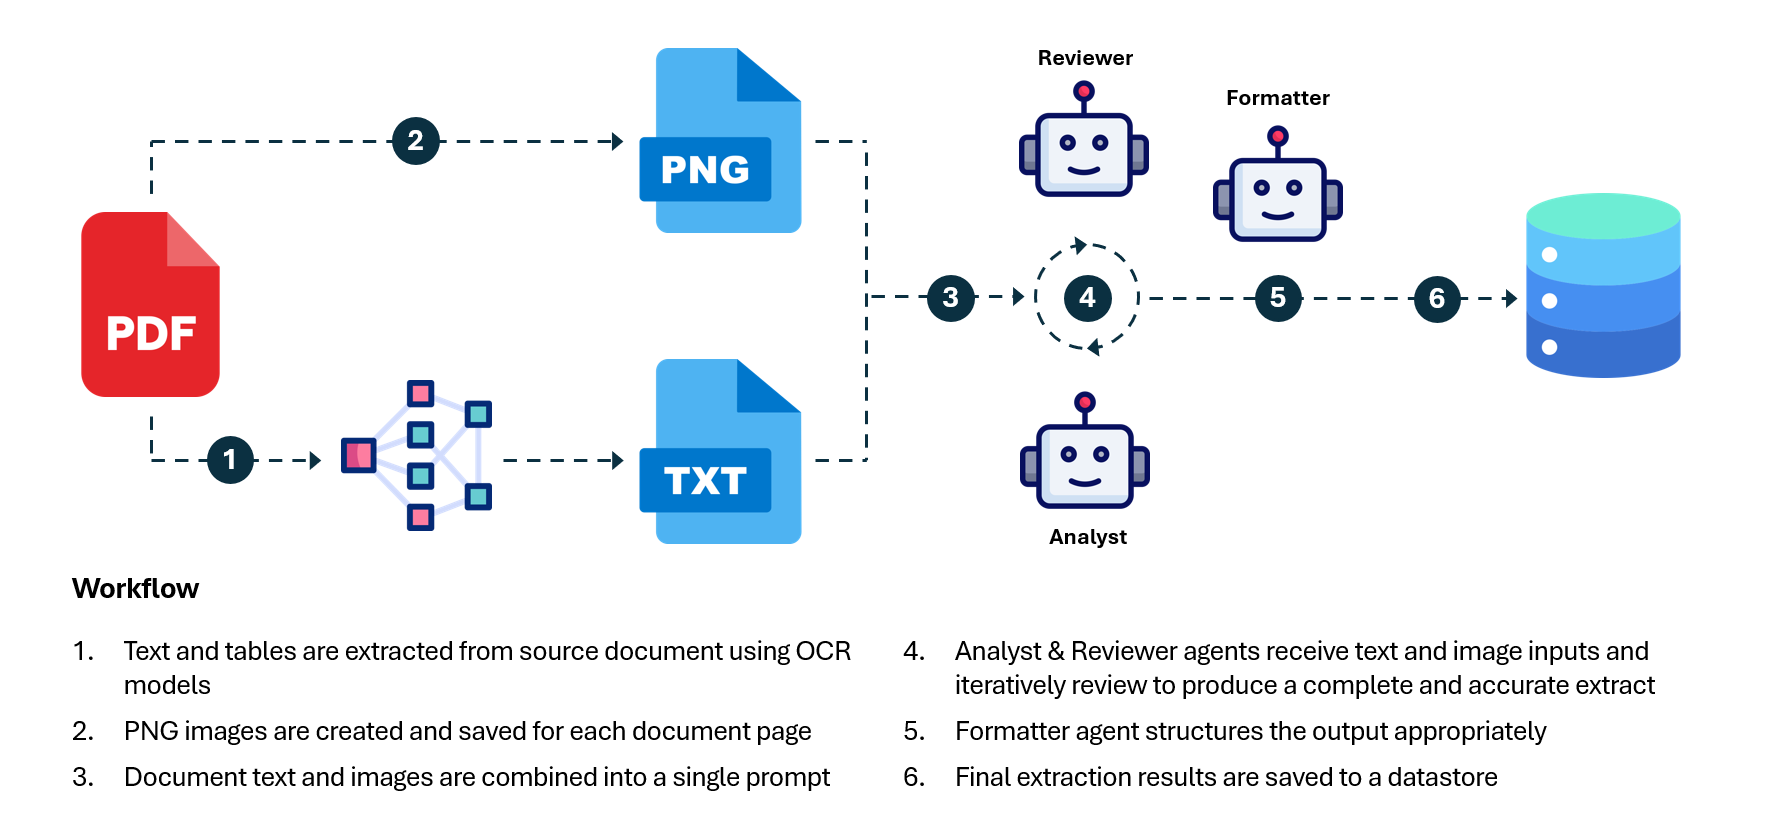 Reviewer
Formatter
2
PNG
PDF
3
4
5
6
1
TXT
Analyst
Workflow
1. Text and tables are extracted from source document using OCR
models
2. PNG images are created and saved for each document page
3. Document text and images are combined into a single prompt
4. Analyst & Reviewer agents receive text and image inputs and
iteratively review to produce a complete and accurate extract
5. Formatter agent structures the output appropriately
6. Final extraction results are saved to a datastore